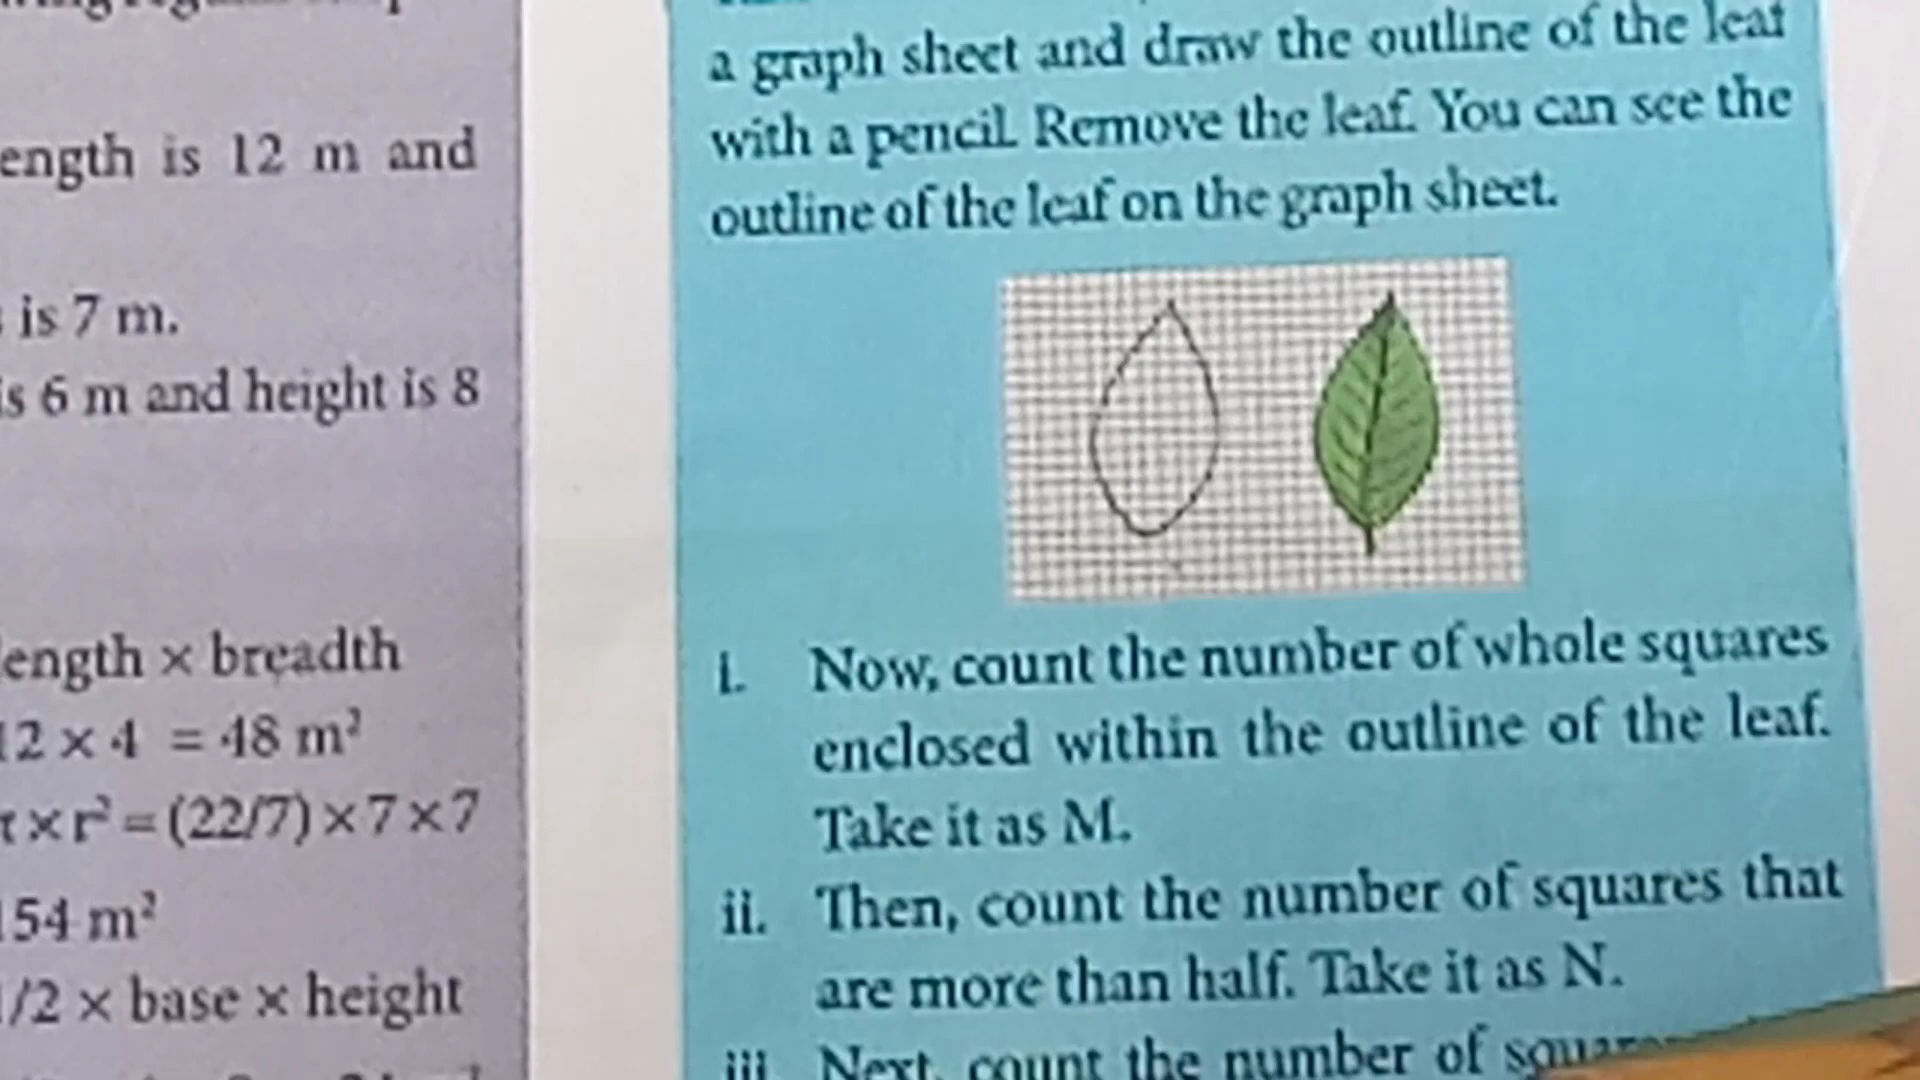 ength is 12 m and
is 7 m.
is 6 m and height is 8
ength × breadth
12 × 4 = 48 m²
× r² = (22/7) × 7 × 7
154 m²
1/2 × base × height
a graph sheet and draw the outline of the leaf
with a pencil. Remove the leaf. You can see the
outline of the leaf on the graph sheet.
i. Now, count the number of whole squares
enclosed within the outline of the leaf.
Take it as M.
ii. Then, count the number of squares that
are more than half. Take it as N.
iii. Next, count the number of